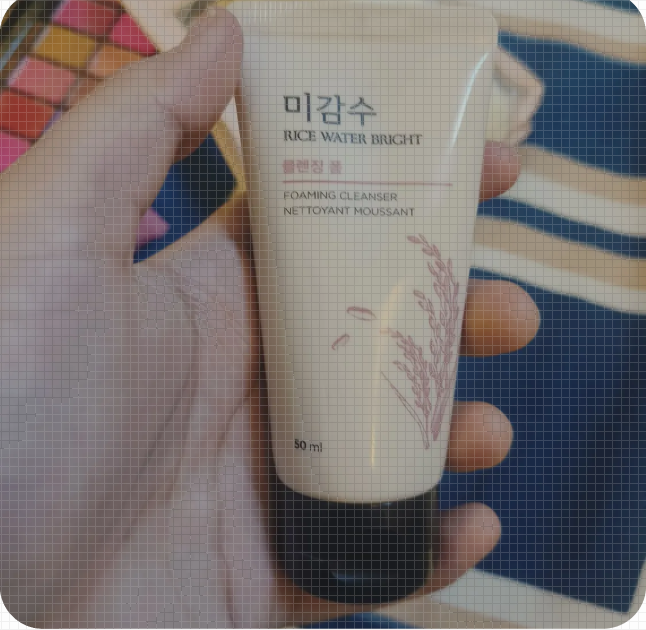 미감수
RICE WATER BRIGHT
클렌징 폼
FOAMING CLEANSER
NETTOYANT MOUSSANT
50 ml